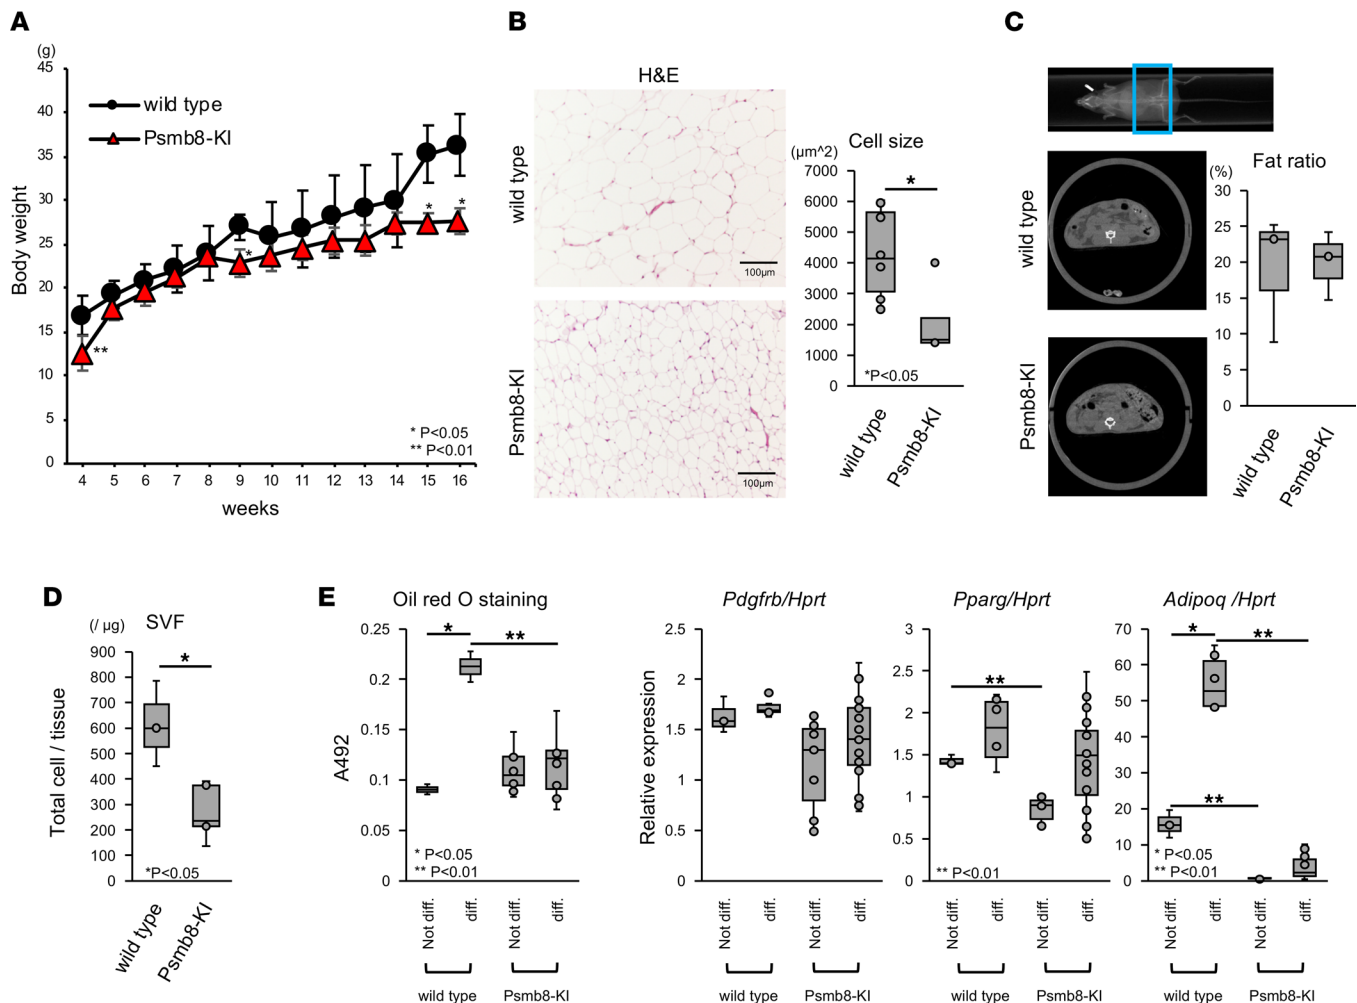 A
(g)
45
40
35
30
25
20
15
10
5
0
Body weight
wild type
Psmb8-KI
**
*
*
*
* P<0.05
** P<0.01
4 5 6 7 8 9 10 11 12 13 14 15 16
weeks
B
H&E
wild type
100µm
Psmb8-KI
100µm
(µm^2) Cell size
7000
6000
5000
4000
3000
2000
1000
0
*
*P<0.05
wild type
Psmb8-KI
C
wild type
Psmb8-KI
(%) Fat ratio
30
25
20
15
10
5
0
wild type
Psmb8-KI
D
(/ µg) SVF
Total cell / tissue
900
800
700
600
500
400
300
200
100
0
*
*P<0.05
wild type
Psmb8-KI
E
Oil red O staining
A492
0.25
0.2
0.15
0.1
0.05
0
* **
* P<0.05
** P<0.01
Not diff. diff. Not diff. diff.
wild type Psmb8-KI
Pdgfrb/Hprt
Relative expression
2.5
2
1.5
1
0.5
0
Not diff. diff. Not diff. diff.
wild type Psmb8-KI
Pparg/Hprt
3
2.5
2
1.5
1
0.5
0
**
** P<0.01
Not diff. diff. Not diff. diff.
wild type Psmb8-KI
Adipoq /Hprt
70
60
50
40
30
20
10
0
* **
**
* P<0.05
** P<0.01
Not diff. diff. Not diff. diff.
wild type Psmb8-KI